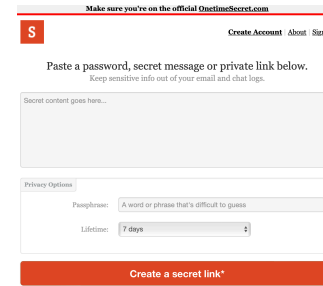 Make sure you're on the official OnetimeSecret.com
S
Create Account About Sign
Paste a password, secret message or private link below.
Keep sensitive info out of your email and chat logs.
Secret content goes here...
Privacy Options
Passphrase: A word or phrase that's difficult to guess
Lifetime: 7 days
Create a secret link*